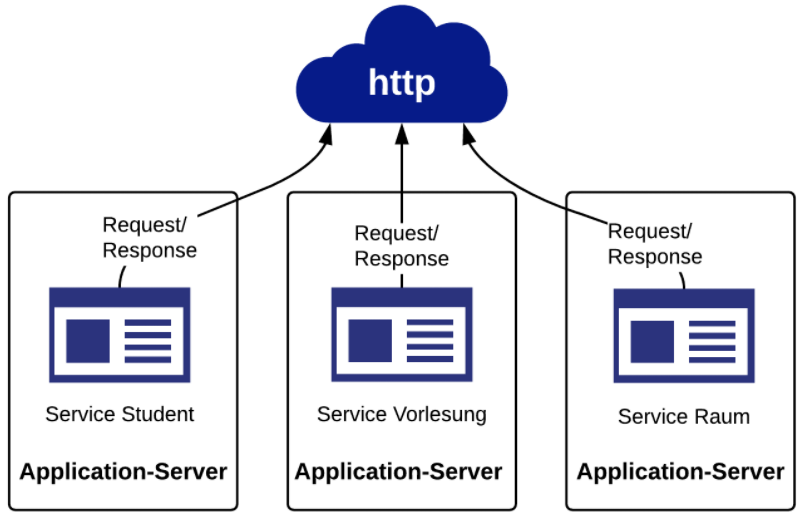 http
Request/
Response
Request/
Response
Request/
Response
Service Student
Service Vorlesung
Service Raum
Application-Server
Application-Server
Application-Server